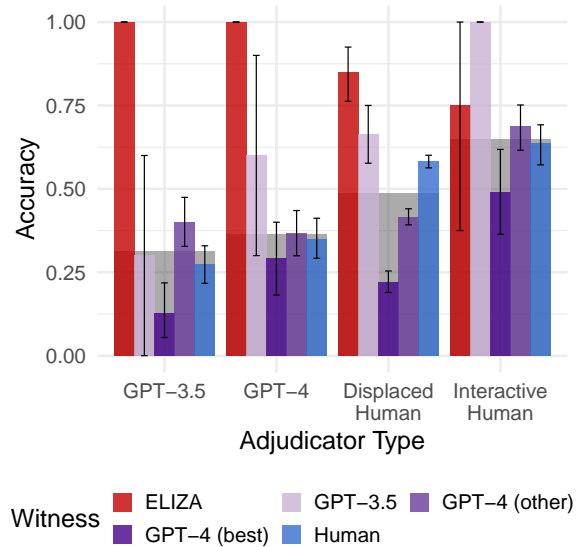 1.00
0.75
0.50
0.25
0.00
Accuracy
GPT−3.5
GPT−4
Displaced
Human
Interactive
Human
Adjudicator Type
Witness
ELIZA
GPT−3.5
GPT−4 (other)
GPT−4 (best)
Human